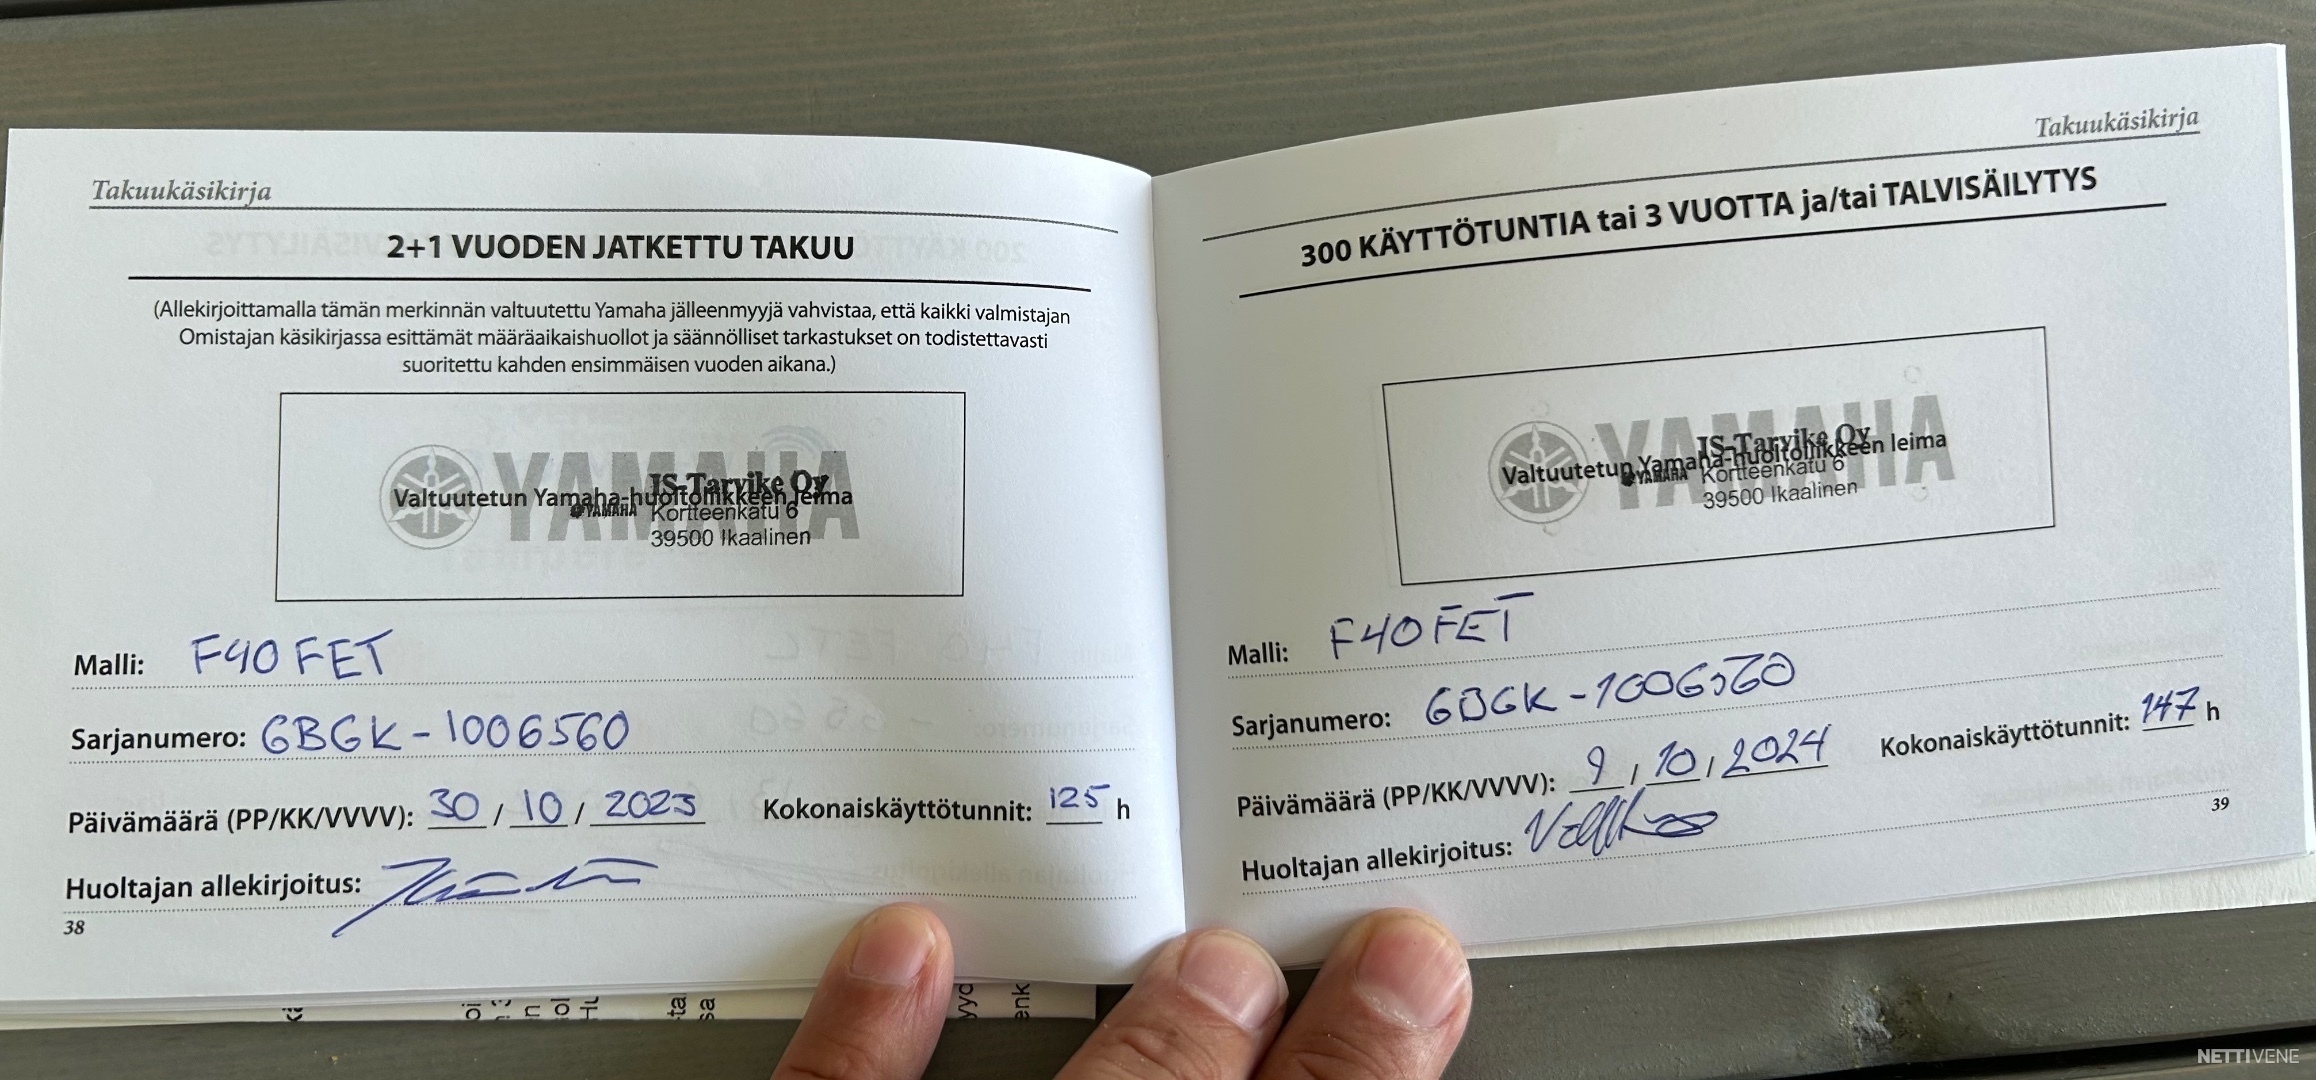 Takuukäsikirja
2+1 VUODEN JATKETTU TAKUU
(Allekirjoittamalla tämän merkinnän valtuutettu Yamaha jälleenmyyjä vahvistaa, että kaikki valmistajan
Omistajan käsikirjassa esittämät määräaikaishuollot ja säännölliset tarkastukset on todistettavasti
suoritettu kahden ensimmäisen vuoden aikana.)
YAMAHA
JS-Tarvike Oy
Valtuutetun Yamaha-huoltoliikkeen leima
YAMAHA Kortteenkatu 6
39500 Ikaalinen
Malli: F40FET
Sarjanumero: 6BGK-1006560
Päivämäärä (PP/KK/VVVV): 30 / 10 / 2023 Kokonaiskäyttötunnit: 125 h
Huoltajan allekirjoitus:
38
Takuukäsikirja
300 KÄYTTÖTUNTIA tai 3 VUOTTA ja/tai TALVISÄILYTYS
YAMAHA
JS-Tarvike Oy
Valtuutetun Yamaha-huoltoliikkeen leima
YAMAHA Kortteenkatu 6
39500 Ikaalinen
Malli: F40FET
Sarjanumero: 6BGK-1006560
Päivämäärä (PP/KK/VVVV): 9 / 10 / 2024 Kokonaiskäyttötunnit: 147 h
Huoltajan allekirjoitus:
39
NETTIVENE